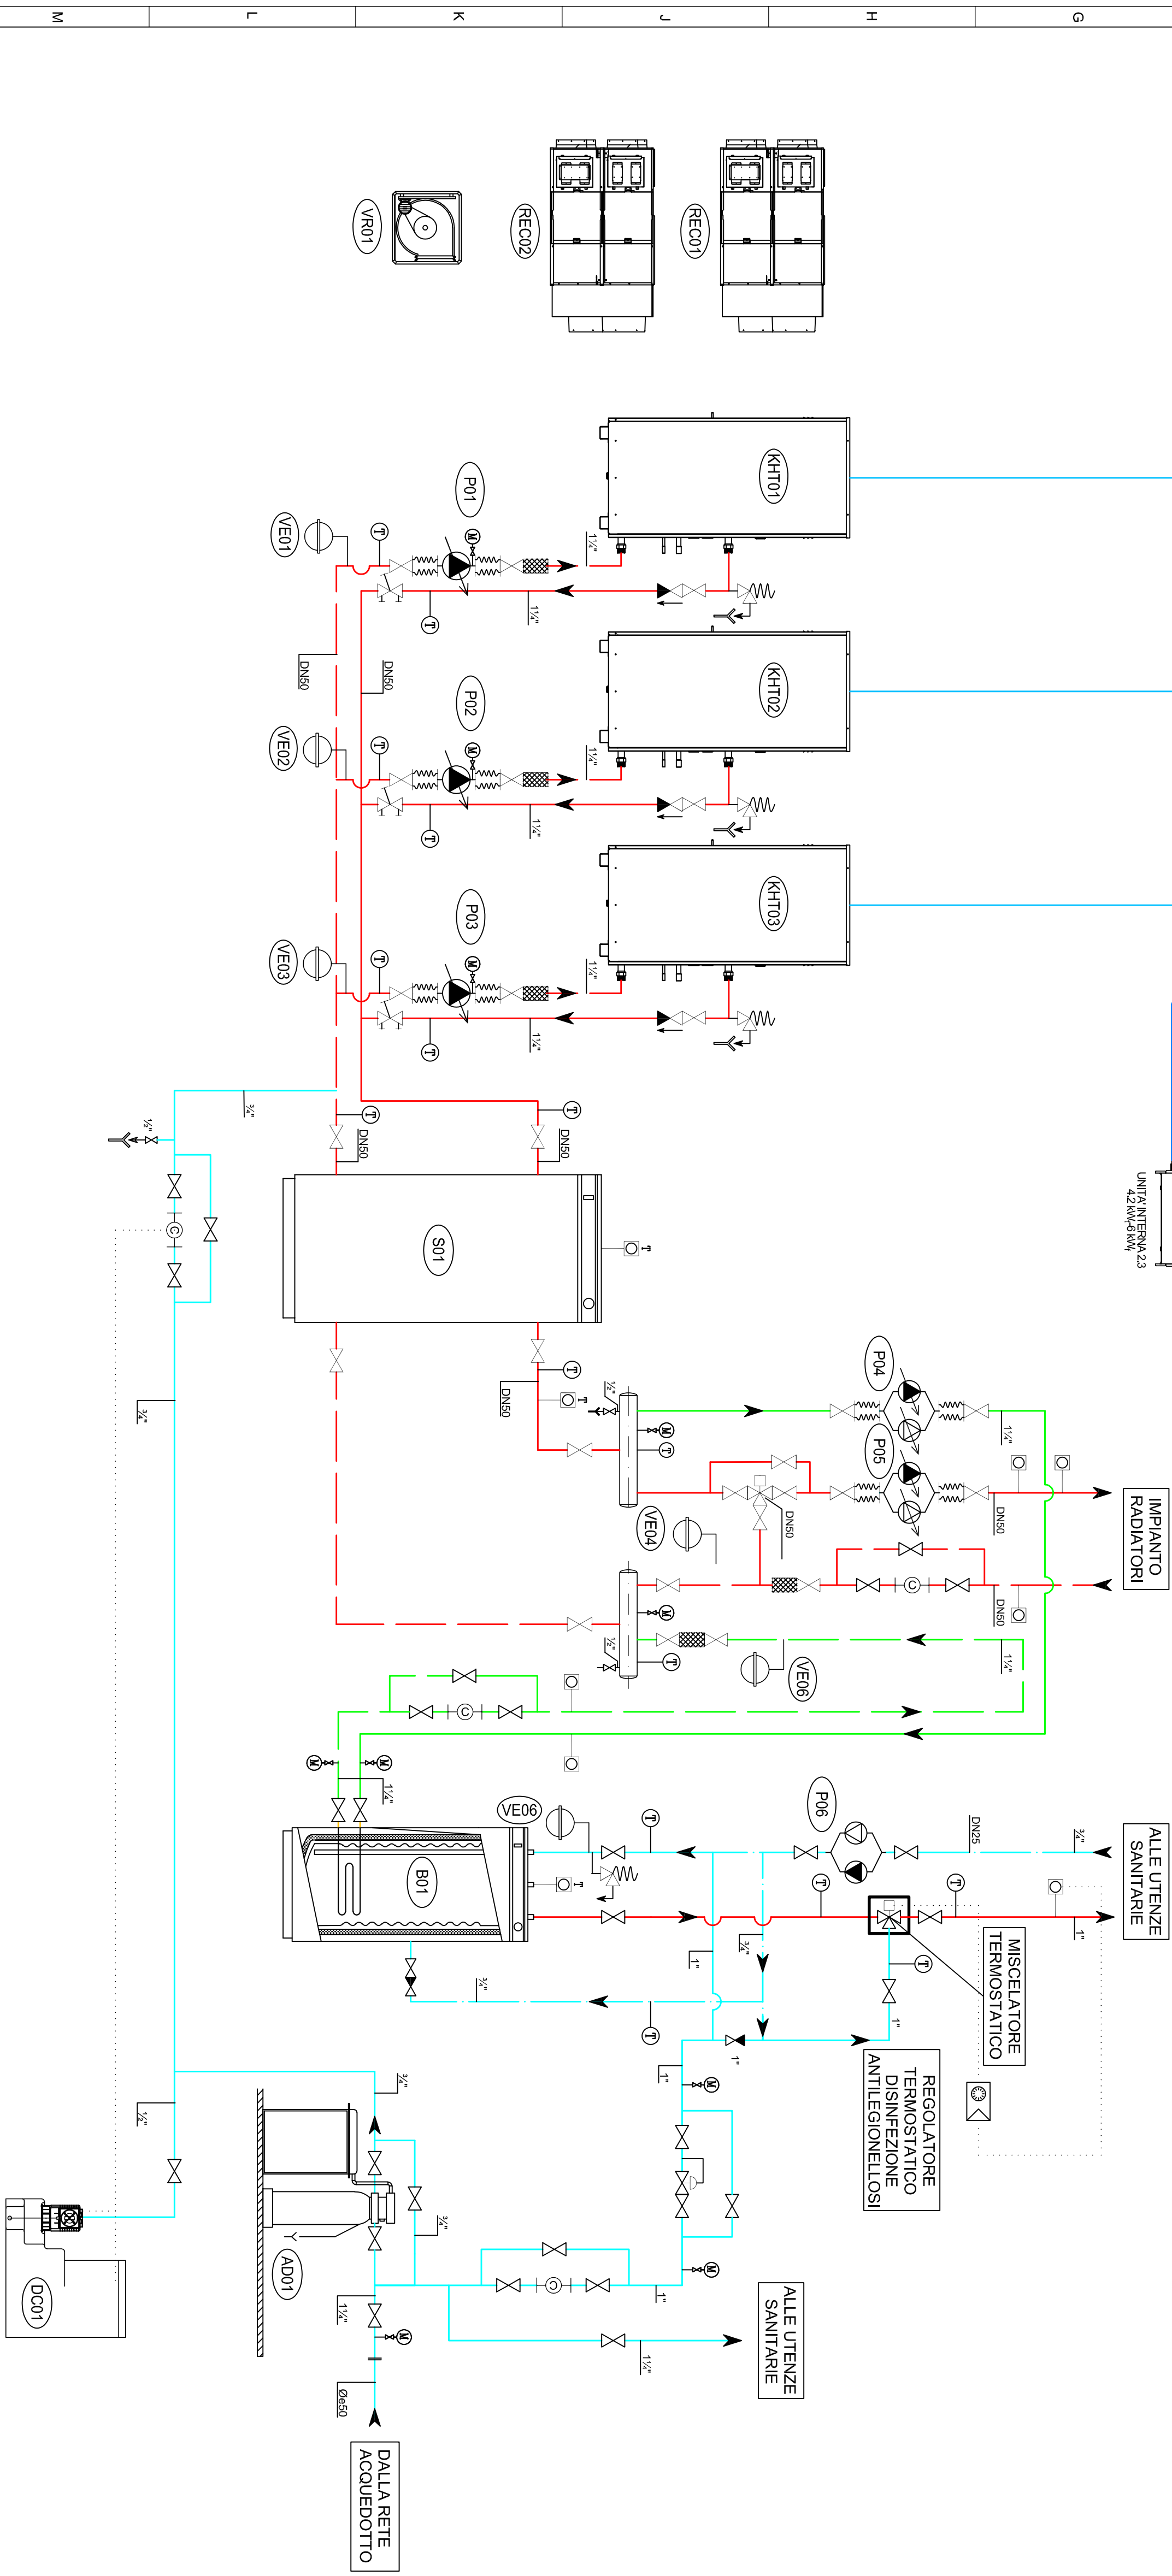 M
L
K
J
H
G
VR01
REC02
REC01
KHT01
P01
VE01
T
M
T
1¼"
1¼"
DN50
DN50
KHT02
P02
VE02
T
M
T
1¼"
1¼"
KHT03
P03
VE03
T
M
T
1¼"
1¼"
UNITA' INTERNA 2.3
4.2 kWf-6 kWf
¾"
½"
C
¾"
T
DN50
T
DN50
S01
T
T
DN50
T
½"
M
T
P04
P05
1¼"
DN50
DN50
IMPIANTO
RADIATORI
VE04
C
DN50
M
½"
T
VE06
1¼"
C
M
M
1¼"
B01
VE06
T
T
P06
DN25
¾"
ALLE UTENZE
SANITARIE
T
T
1"
MISCELATORE
TERMOSTATICO
T
1"
1"
¾"
¾"
T
1"
1"
M
REGOLATORE
TERMOSTATICO
DISINFEZIONE
ANTILEGIONELLOSI
¾"
½"
AD01
¾"
M
C
1"
ALLE UTENZE
SANITARIE
1¼"
1¼"
M
Øe50
DC01
DALLA RETE
ACQUEDOTTO